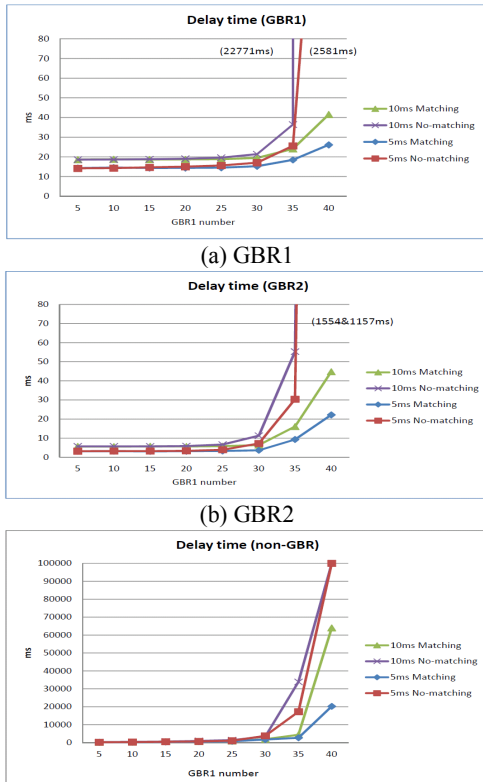 Delay time (GBR1)
(22771ms) (2581ms)
80
70
60
50
40
30
20
10
0
ms
5 10 15 20 25 30 35 40
GBR1 number
10ms Matching
10ms No-matching
5ms Matching
5ms No-matching
(a) GBR1
Delay time (GBR2)
(1554&1157ms)
80
70
60
50
40
30
20
10
0
ms
5 10 15 20 25 30 35 40
GBR1 number
10ms Matching
10ms No-matching
5ms Matching
5ms No-matching
(b) GBR2
Delay time (non-GBR)
100000
90000
80000
70000
60000
50000
40000
30000
20000
10000
0
ms
5 10 15 20 25 30 35 40
GBR1 number
10ms Matching
10ms No-matching
5ms Matching
5ms No-matching